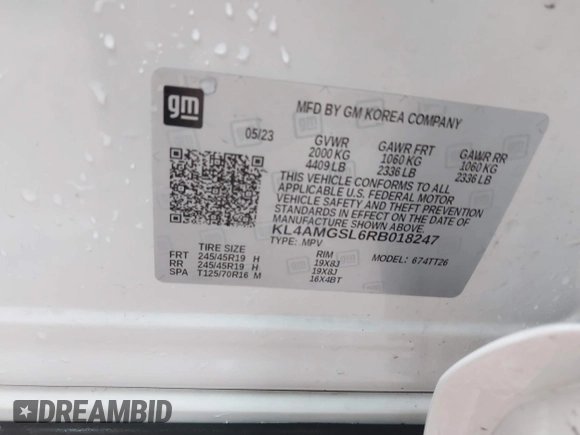 gm
MFD BY GM KOREA COMPANY
05/23
GVWR GAWR FRT GAWR RR
2000 KG 1060 KG 1060 KG
4409 LB 2336 LB 2336 LB
THIS VEHICLE CONFORMS TO ALL
APPLICABLE U.S. FEDERAL MOTOR
VEHICLE SAFETY AND THEFT PREVENTION
STANDARDS IN EFFECT ON THE DATE OF
MANUFACTURE SHOWN ABOVE.
KL4AMGSL6RB018247
TYPE: MPV MODEL: 674TT26
TIRE SIZE RIM
FRT 245/45R19 H 19X8J
RR 245/45R19 H 19X8J
SPA T125/70R16 M 16X4BT
DREAMBID